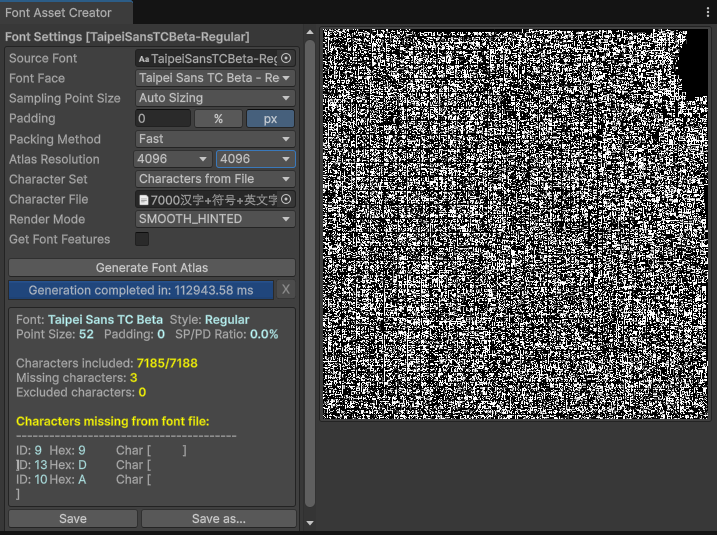 Font Asset Creator
Font Settings [TaipeiSansTCBeta-Regular]
Source Font Aa TaipeiSansTCBeta-Reg
Font Face Taipei Sans TC Beta - Re
Sampling Point Size Auto Sizing
Padding 0 % px
Packing Method Fast
Atlas Resolution 4096 4096
Character Set Characters from File
Character File 7000汉字+符号+英文字
Render Mode SMOOTH_HINTED
Get Font Features
Generate Font Atlas
Generation completed in: 112943.58 ms X
Font: Taipei Sans TC Beta Style: Regular
Point Size: 52 Padding: 0 SP/PD Ratio: 0.0%
Characters included: 7185/7188
Missing characters: 3
Excluded characters: 0
Characters missing from font file:
----------------------------------------
ID: 9 Hex: 9 Char [ ]
ID: 13 Hex: D Char [
]
ID: 10 Hex: A Char [
]
Save Save as...